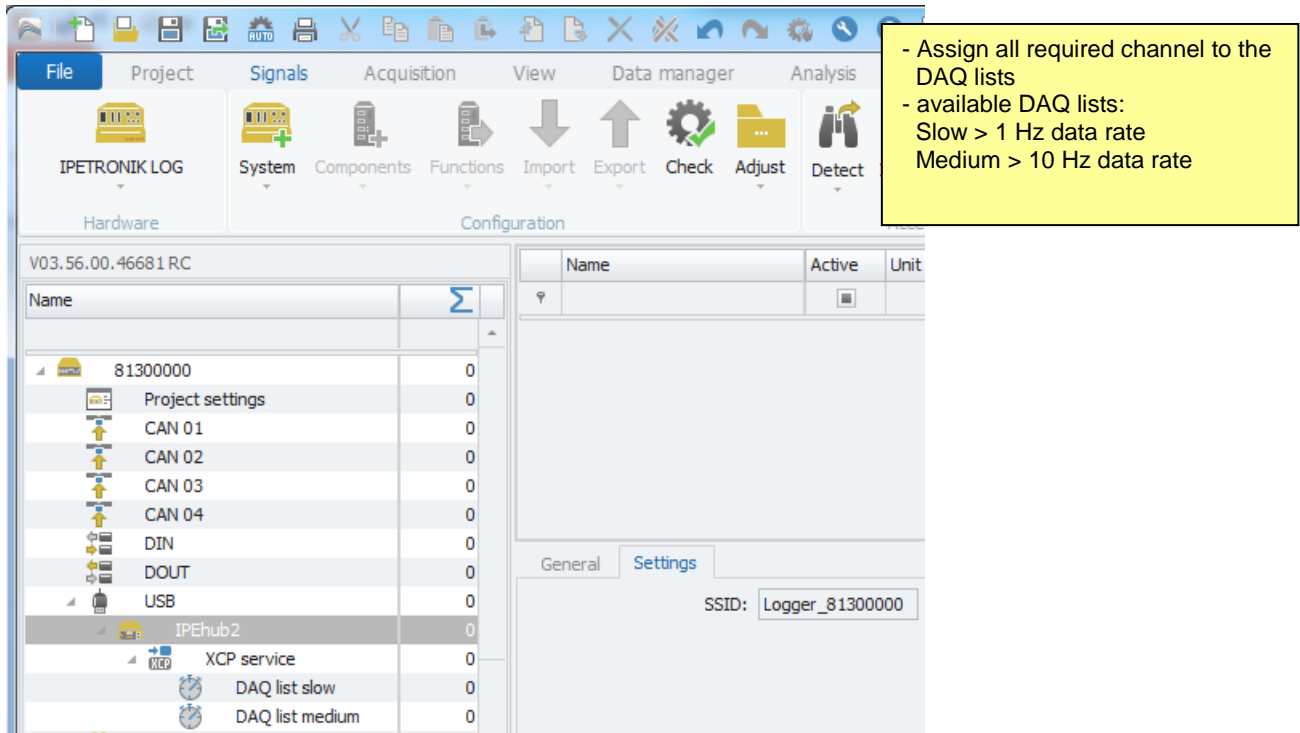 - Assign all required channel to the
DAQ lists
- available DAQ lists:
Slow > 1 Hz data rate
Medium > 10 Hz data rate
AUTO
File Project Signals Acquisition View Data manager Analysis
IPETRONIK LOG System Components Functions Import Export Check Adjust Detect
Hardware Configuration
V03.56.00.46681 RC
Name Σ
81300000 0
Project settings 0
CAN 01 0
CAN 02 0
CAN 03 0
CAN 04 0
DIN 0
DOUT 0
USB 0
IPEhub2 0
XCP XCP service 0
DAQ list slow 0
DAQ list medium 0
Name Active Unit
General Settings
SSID: Logger_81300000